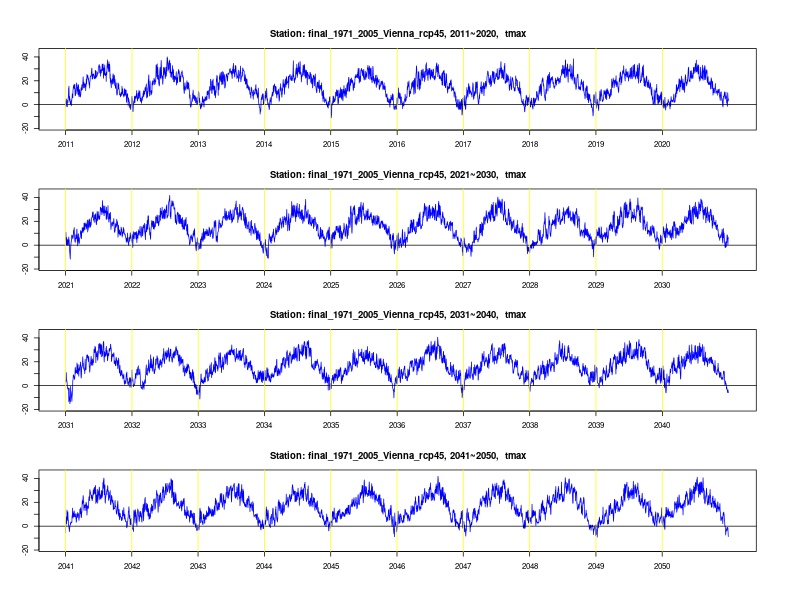 Station: final_1971_2005_Vienna_rcp45, 2011~2020, tmax
40
20
0
-20
2011 2012 2013 2014 2015 2016 2017 2018 2019 2020
Station: final_1971_2005_Vienna_rcp45, 2021~2030, tmax
40
20
0
-20
2021 2022 2023 2024 2025 2026 2027 2028 2029 2030
Station: final_1971_2005_Vienna_rcp45, 2031~2040, tmax
40
20
0
-20
2031 2032 2033 2034 2035 2036 2037 2038 2039 2040
Station: final_1971_2005_Vienna_rcp45, 2041~2050, tmax
40
20
0
-20
2041 2042 2043 2044 2045 2046 2047 2048 2049 2050